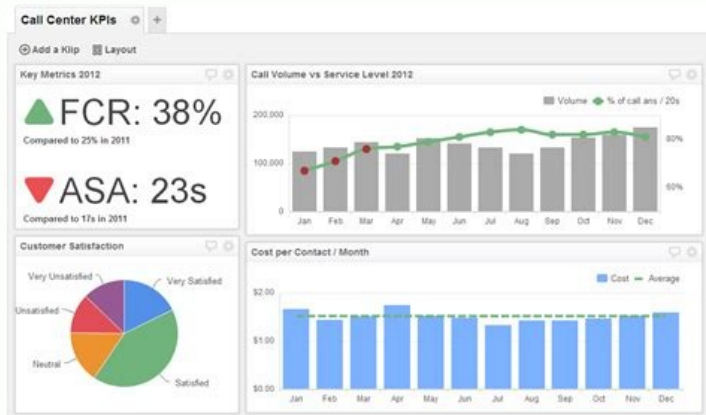 Call Center KPIs
+
Add a Klip Layout
Key Metrics 2012
FCR: 38%
Compared to 25% in 2011
ASA: 23s
Compared to 17s in 2011
Call Volume vs Service Level 2012
Volume % of call ans / 20s
200,000
100,000
0
80%
60%
Jan Feb Mar Apr May Jun Jul Aug Sep Oct Nov Dec
Customer Satisfaction
Very Unsatisfied
Very Satisfied
Unsatisfied
Neutral
Satisfied
Cost per Contact / Month
Cost Average
$2.00
$1.00
$0.00
Jan Feb Mar Apr May Jun Jul Aug Sep Oct Nov Dec